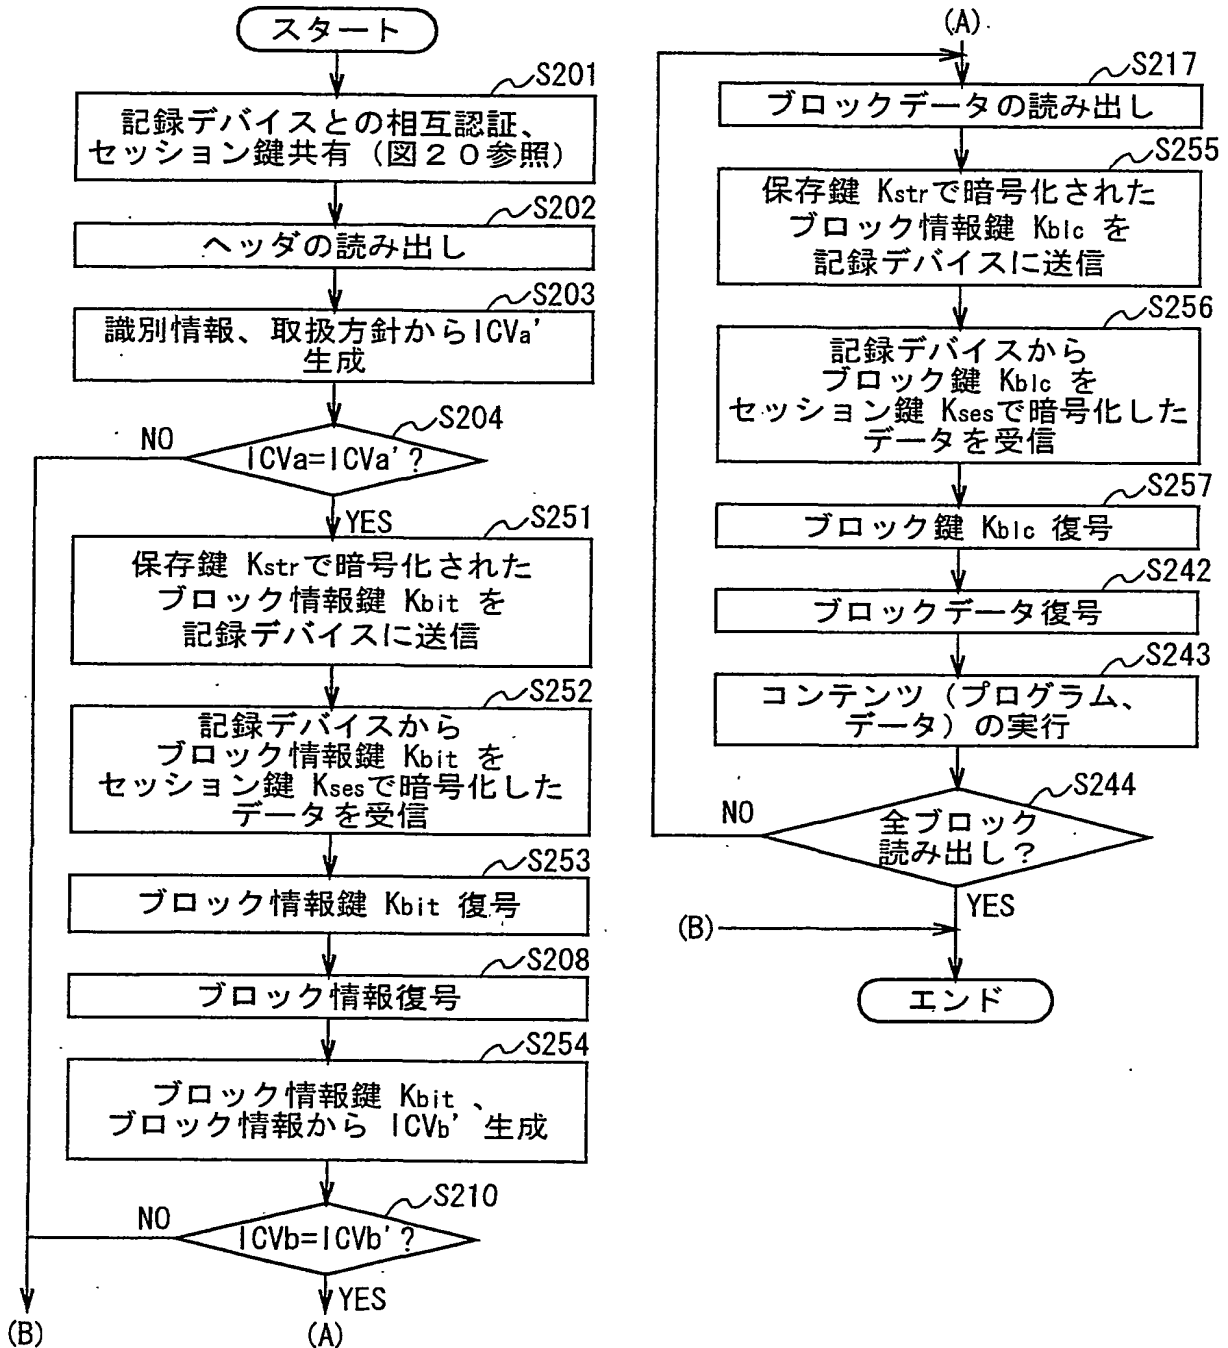 スタート
S201
記録デバイスとの相互認証、
セッション鍵共有（図２０参照）
S202
ヘッダの読み出し
S203
識別情報、取扱方針からICVa'
生成
S204
ICVa=ICVa'?
NO
YES
S251
保存鍵 Kstrで暗号化された
ブロック情報鍵 Kbit を
記録デバイスに送信
S252
記録デバイスから
ブロック情報鍵 Kbit を
セッション鍵 Ksesで暗号化した
データを受信
S253
ブロック情報鍵 Kbit 復号
S208
ブロック情報復号
S254
ブロック情報鍵 Kbit 、
ブロック情報から ICVb' 生成
S210
ICVb=ICVb'?
NO
YES
(B)
(A)
(A)
S217
ブロックデータの読み出し
S255
保存鍵 Kstrで暗号化された
ブロック情報鍵 Kblc を
記録デバイスに送信
S256
記録デバイスから
ブロック鍵 Kblc を
セッション鍵 Ksesで暗号化した
データを受信
S257
ブロック鍵 Kblc 復号
S242
ブロックデータ復号
S243
コンテンツ（プログラム、
データ）の実行
S244
全ブロック
読み出し？
NO
YES
(B)
エンド